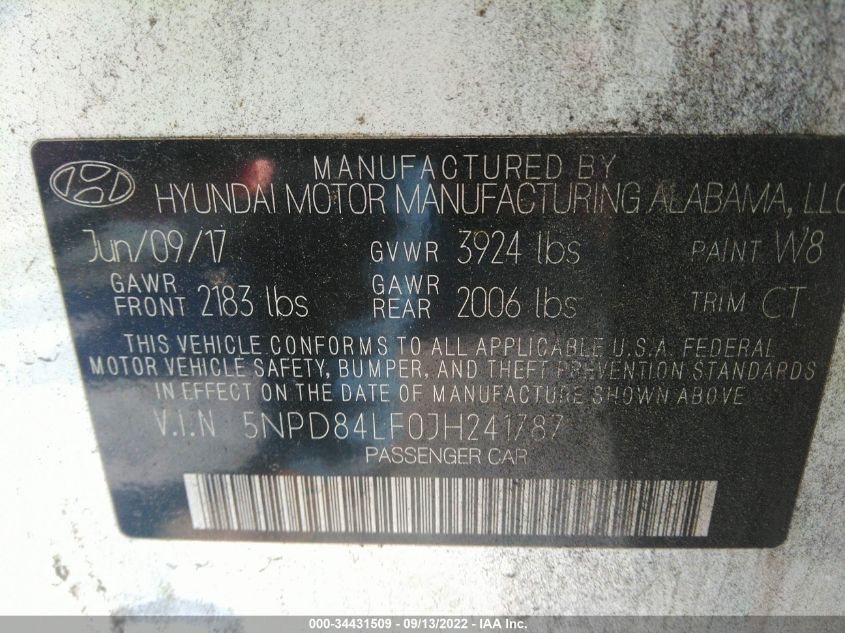 MANUFACTURED BY
HYUNDAI MOTOR MANUFACTURING ALABAMA, LLC
Jun/09/17 GVWR 3924 lbs PAINT W8
GAWR FRONT 2183 lbs GAWR REAR 2006 lbs TRIM CT
THIS VEHICLE CONFORMS TO ALL APPLICABLE U.S.A. FEDERAL
MOTOR VEHICLE SAFETY, BUMPER, AND THEFT PREVENTION STANDARDS
IN EFFECT ON THE DATE OF MANUFACTURE SHOWN ABOVE
V.I.N 5NPD84LF0JH241787
PASSENGER CAR
000-34431509 - 09/13/2022 - IAAI.com